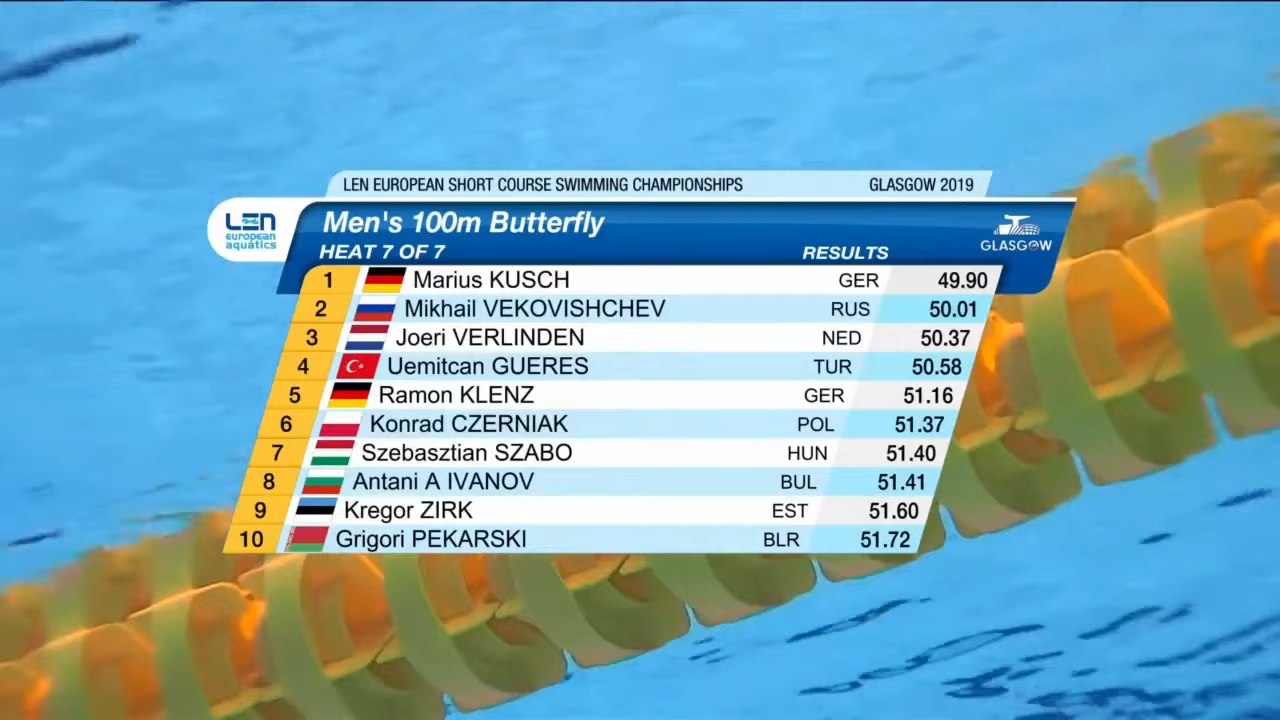 LEN EUROPEAN SHORT COURSE SWIMMING CHAMPIONSHIPS GLASGOW 2019
LEN
european
aquatics
Men's 100m Butterfly
GLASGOW
HEAT 7 OF 7 RESULTS
1 Marius KUSCH GER 49.90
2 Mikhail VEKOVISHCHEV RUS 50.01
3 Joeri VERLINDEN NED 50.37
4 Uemitcan GUERES TUR 50.58
5 Ramon KLENZ GER 51.16
6 Konrad CZERNIAK POL 51.37
7 Szebasztian SZABO HUN 51.40
8 Antani A IVANOV BUL 51.41
9 Kregor ZIRK EST 51.60
10 Grigori PEKARSKI BLR 51.72